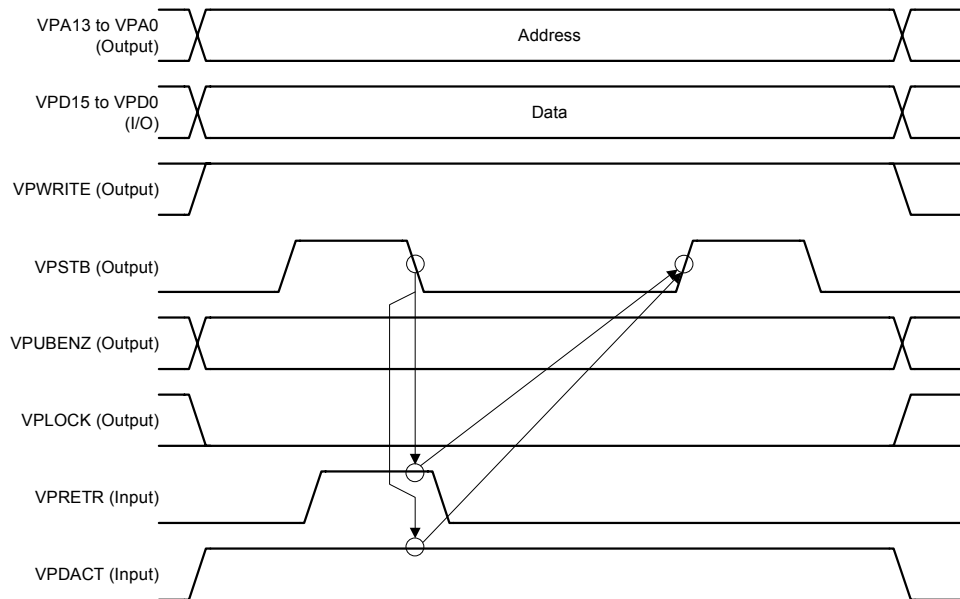 VPA13 to VPA0
(Output)
Address
VPD15 to VPD0
(I/O)
Data
VPWRITE (Output)
VPSTB (Output)
VPUBENZ (Output)
VPLOCK (Output)
VPRETR (Input)
VPDACT (Input)